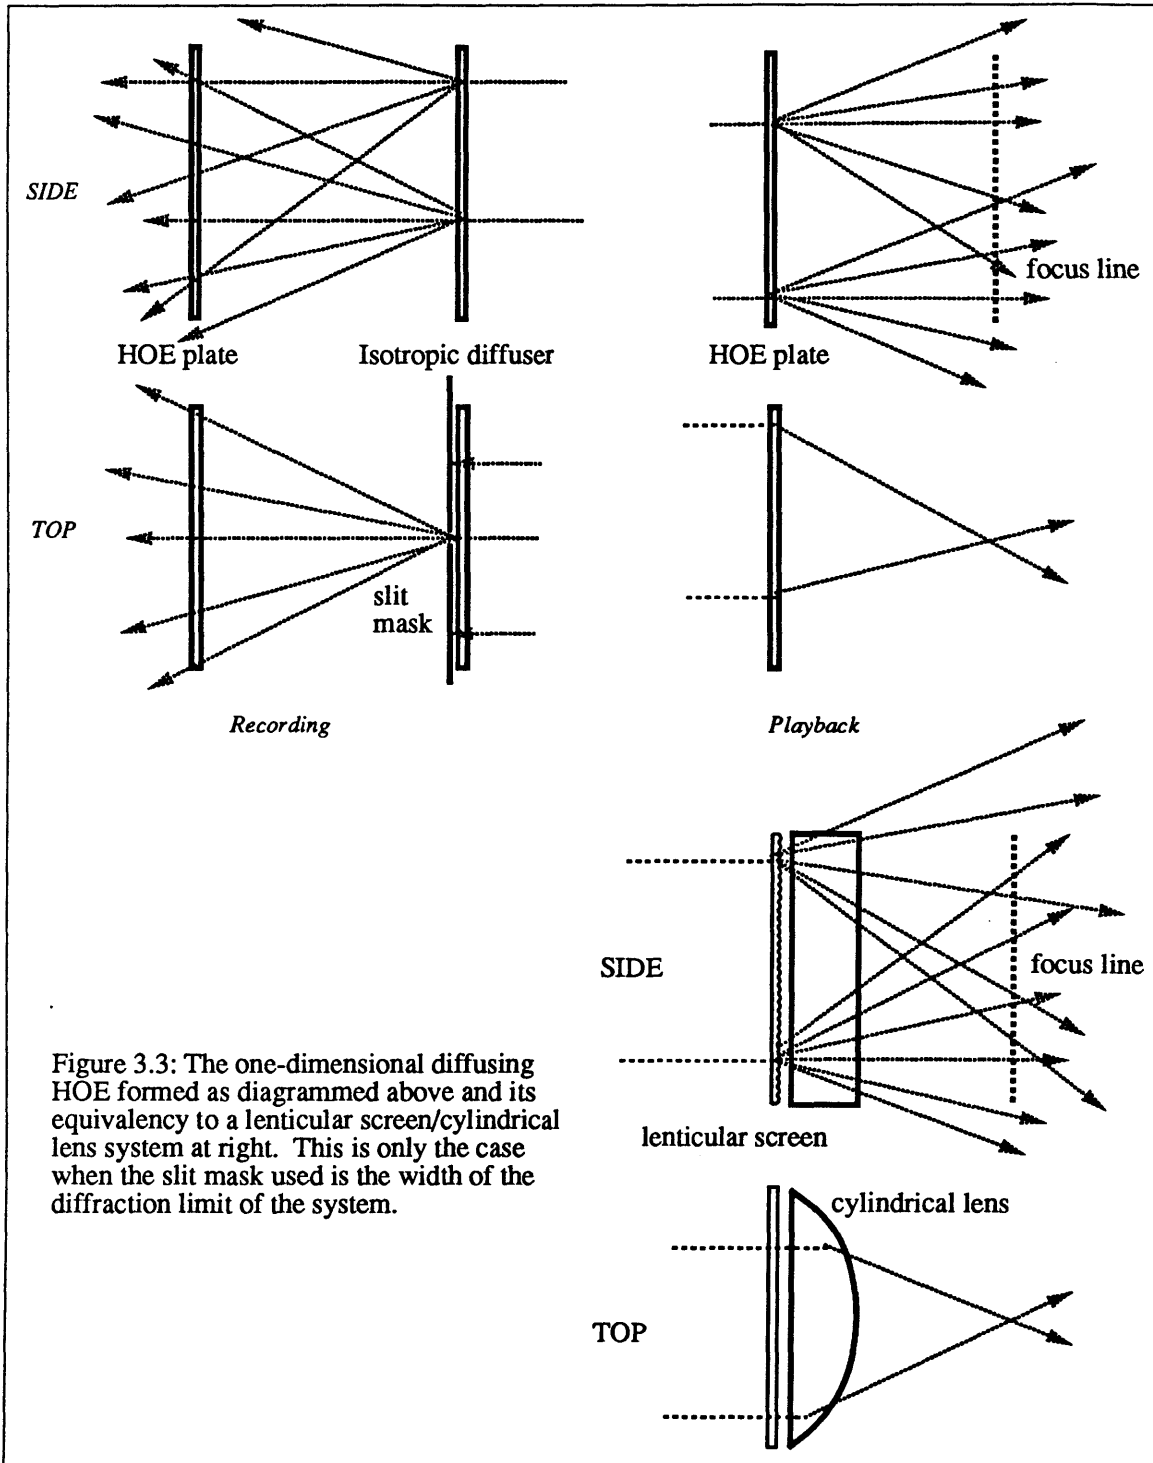 SIDE
focus line
HOE plate
Isotropic diffuser
HOE plate
TOP
slit
mask
Recording
Playback
SIDE
focus line
Figure 3.3: The one-dimensional diffusing
HOE formed as diagrammed above and its
equivalency to a lenticular screen/cylindrical
lens system at right. This is only the case
when the slit mask used is the width of the
diffraction limit of the system.
lenticular screen
cylindrical lens
TOP